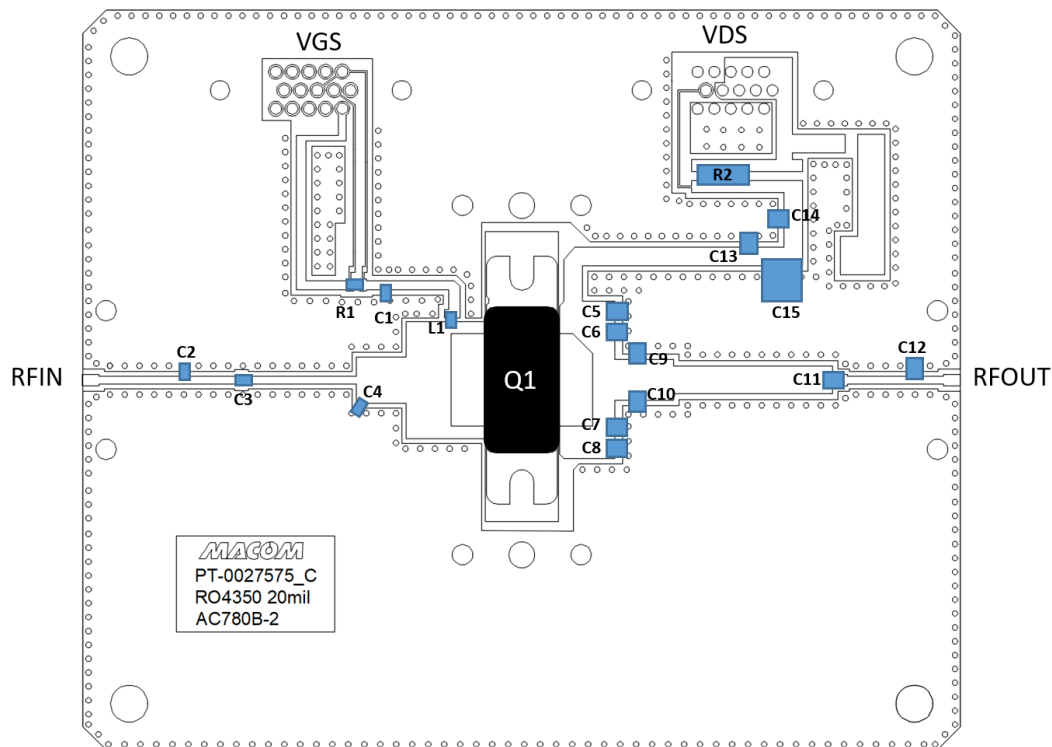 VGS
VDS
R2
C14
C13
C15
R1
C1
L1
C5
C6
C9
C2
C3
C4
RFIN
Q1
C12
C11
RFOUT
C10
C7
C8
MACOM
PT-0027575_C
RO4350 20mil
AC780B-2